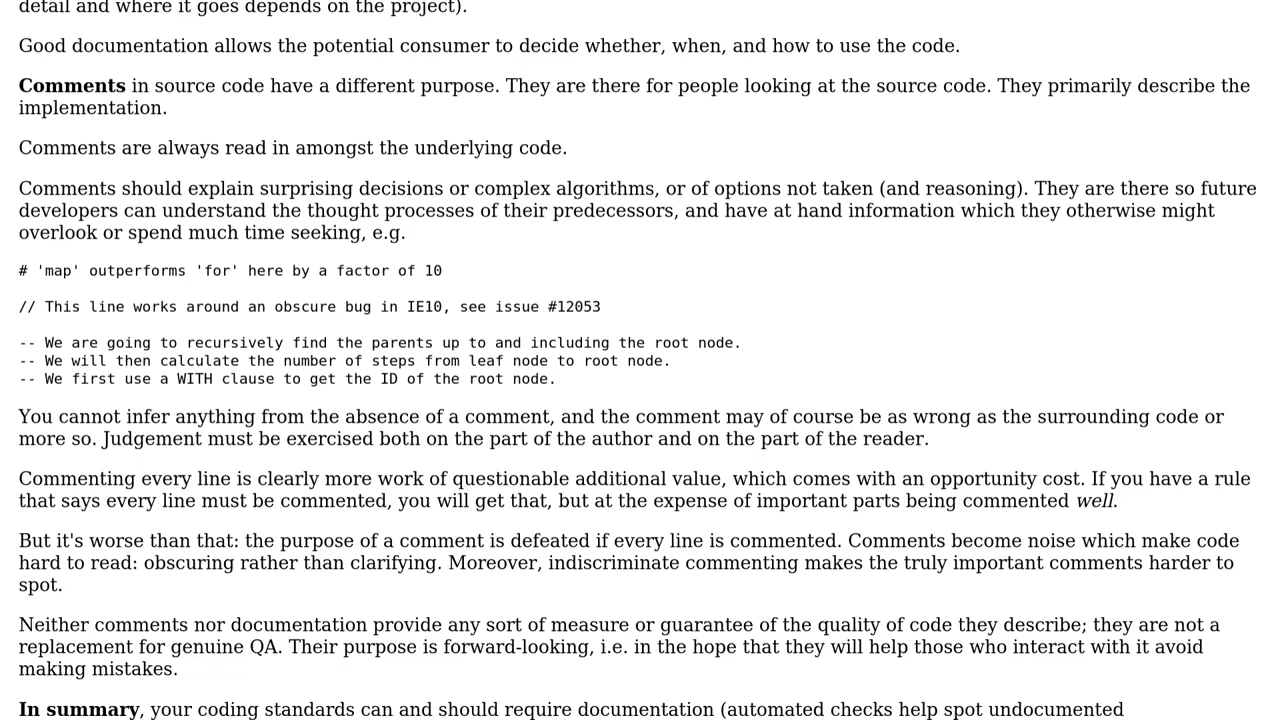 detail and where it goes depends on the project).
Good documentation allows the potential consumer to decide whether, when, and how to use the code.
Comments in source code have a different purpose. They are there for people looking at the source code. They primarily describe the
implementation.
Comments are always read in amongst the underlying code.
Comments should explain surprising decisions or complex algorithms, or of options not taken (and reasoning). They are there so future
developers can understand the thought processes of their predecessors, and have at hand information which they otherwise might
overlook or spend much time seeking, e.g.
# 'map' outperforms 'for' here by a factor of 10
// This line works around an obscure bug in IE10, see issue #12053
-- We are going to recursively find the parents up to and including the root node.
-- We will then calculate the number of steps from leaf node to root node.
-- We first use a WITH clause to get the ID of the root node.
You cannot infer anything from the absence of a comment, and the comment may of course be as wrong as the surrounding code or
more so. Judgement must be exercised both on the part of the author and on the part of the reader.
Commenting every line is clearly more work of questionable additional value, which comes with an opportunity cost. If you have a rule
that says every line must be commented, you will get that, but at the expense of important parts being commented well.
But it's worse than that: the purpose of a comment is defeated if every line is commented. Comments become noise which make code
hard to read: obscuring rather than clarifying. Moreover, indiscriminate commenting makes the truly important comments harder to
spot.
Neither comments nor documentation provide any sort of measure or guarantee of the quality of code they describe; they are not a
replacement for genuine QA. Their purpose is forward-looking, i.e. in the hope that they will help those who interact with it avoid
making mistakes.
In summary, your coding standards can and should require documentation (automated checks help spot undocumented